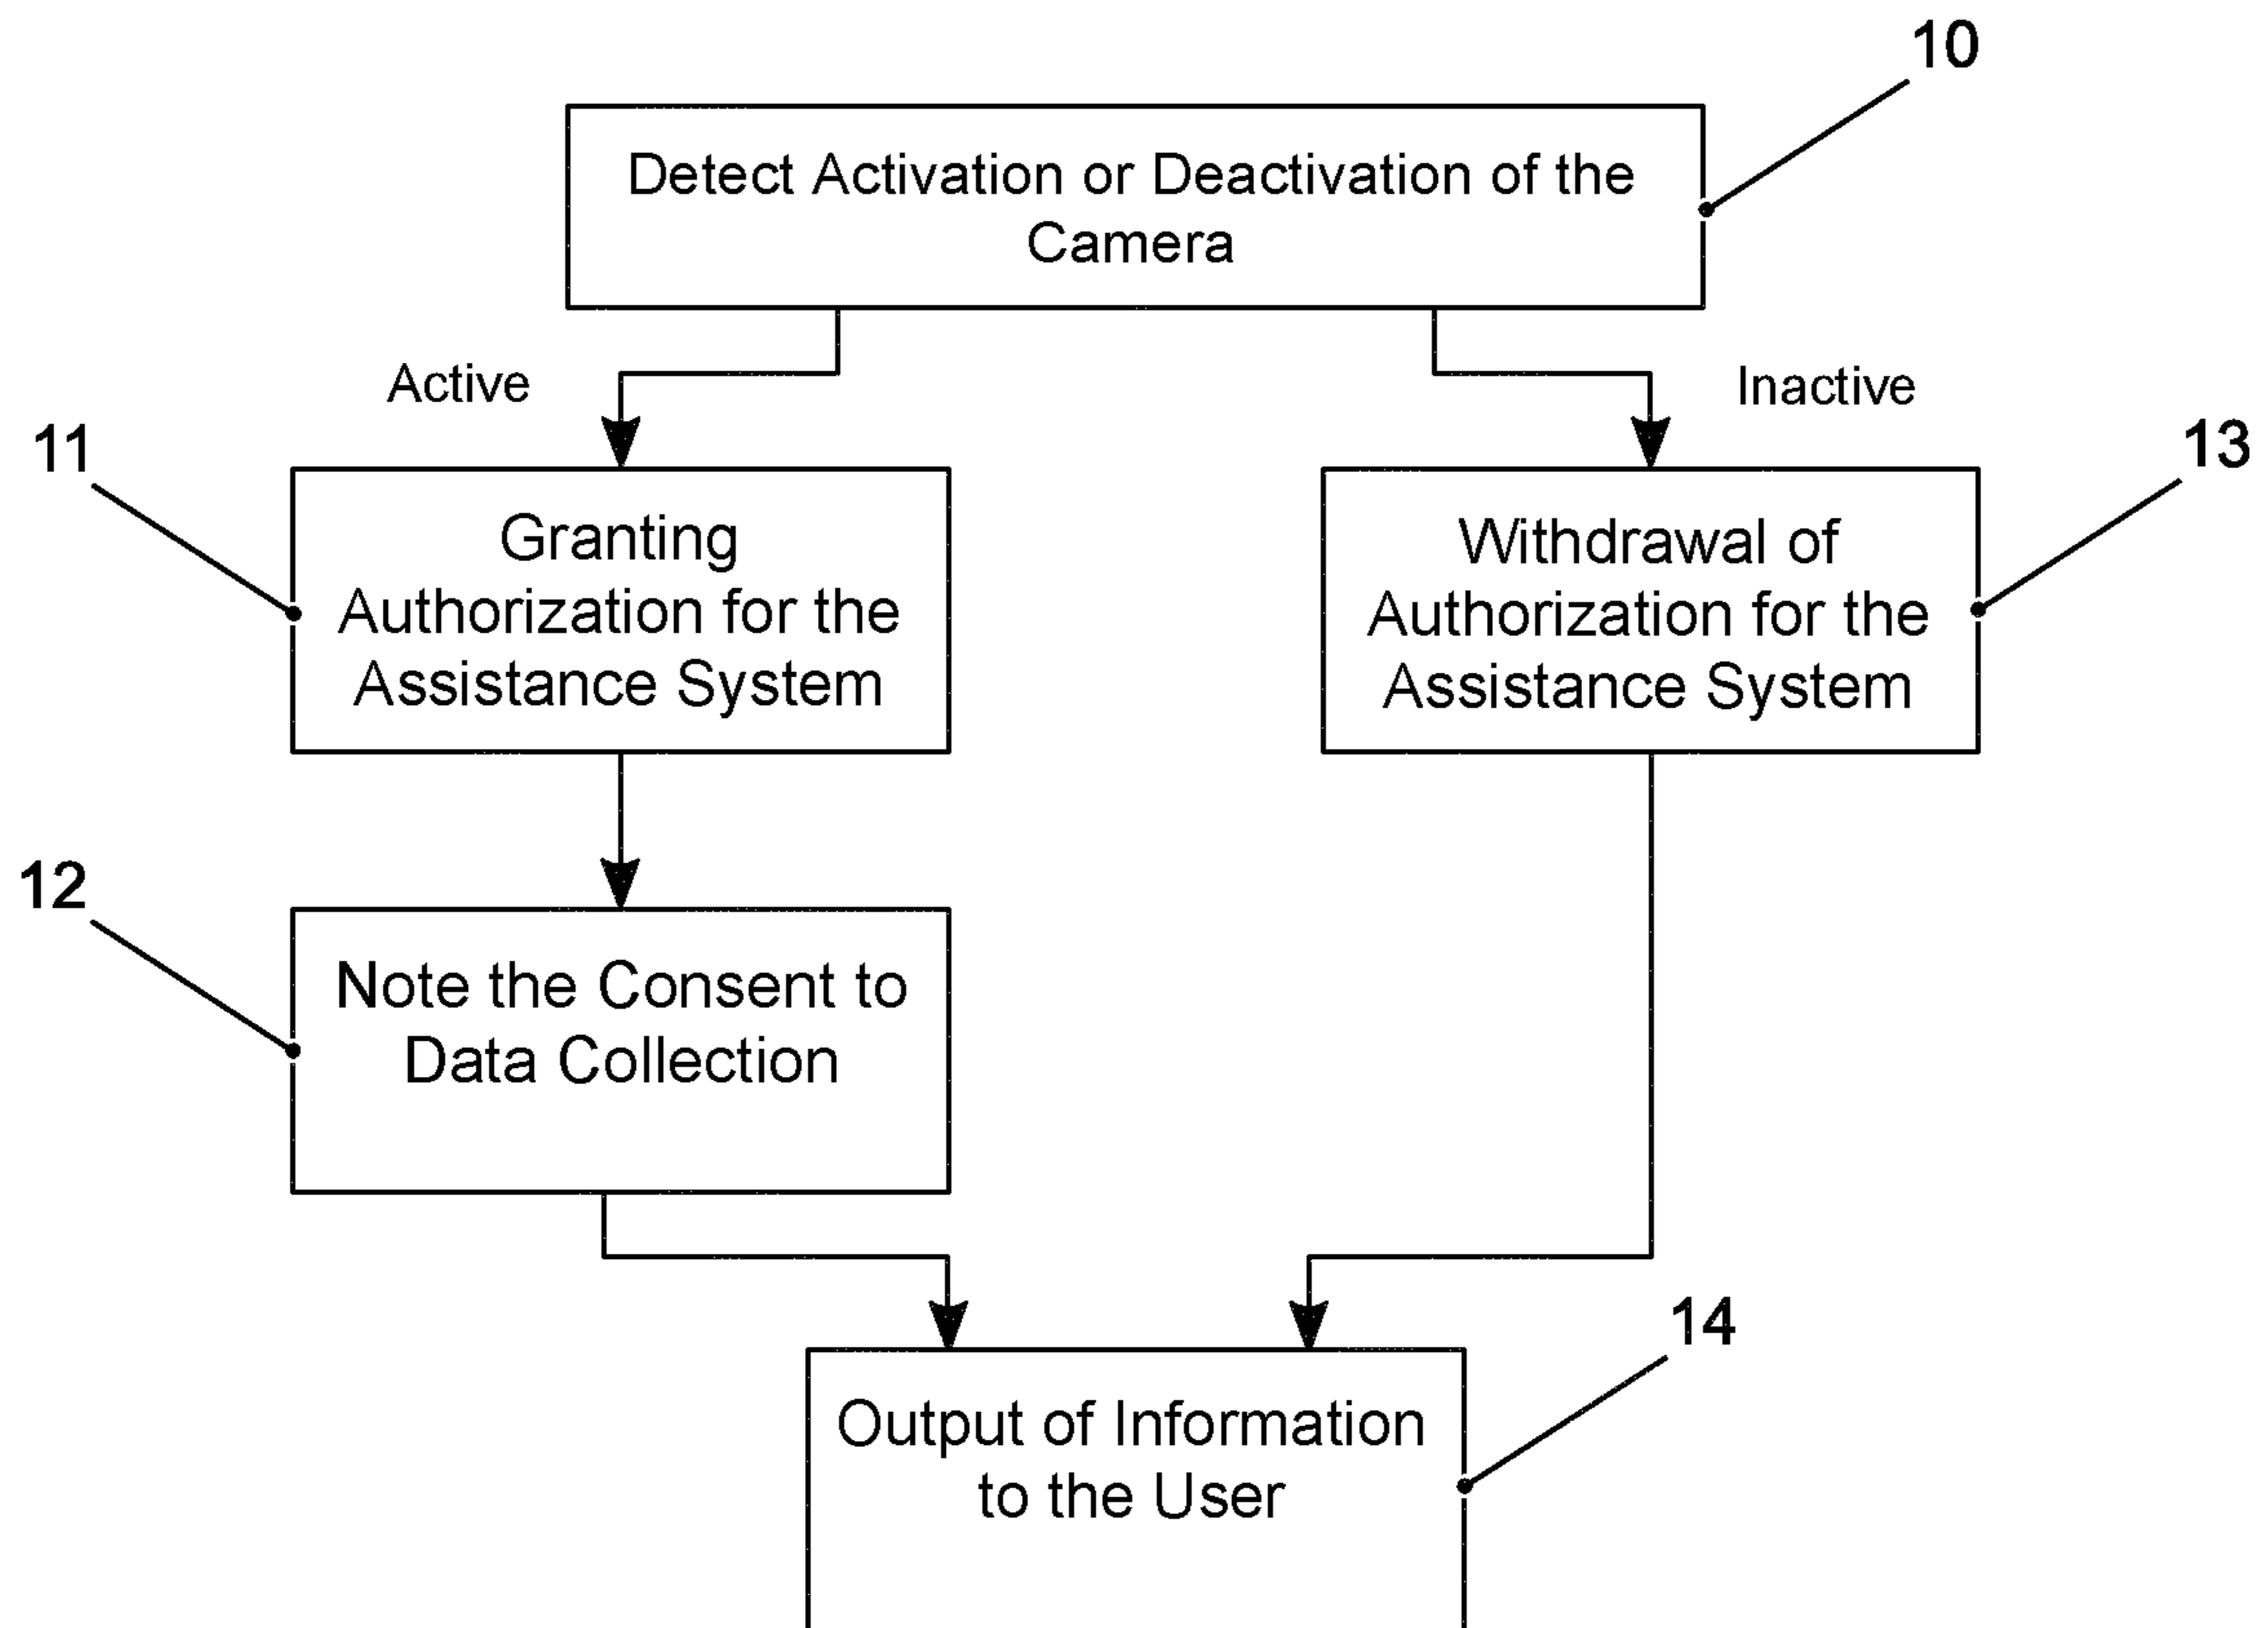 10
Detect Activation or Deactivation of the
Camera
Active
Inactive
11
13
Granting
Authorization for the
Assistance System
Withdrawal of
Authorization for the
Assistance System
12
Note the Consent to
Data Collection
14
Output of Information
to the User